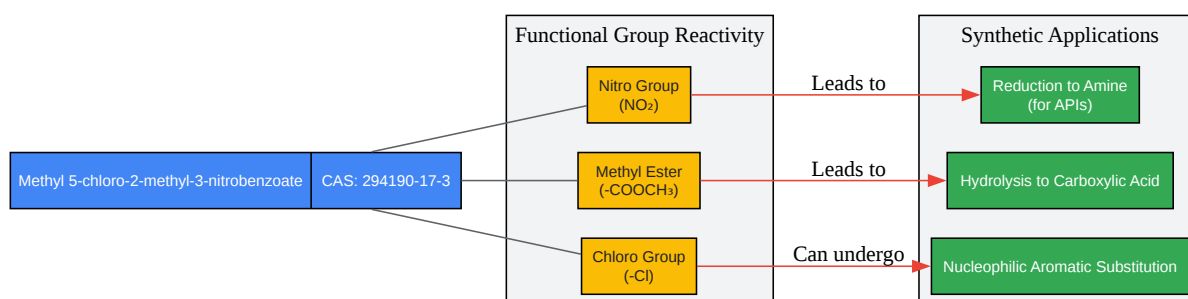 Functional Group Reactivity
Synthetic Applications
Nitro Group
(NO₂)
Leads to
Reduction to Amine
(for APIs)
Methyl 5-chloro-2-methyl-3-nitrobenzoate
CAS: 294190-17-3
Methyl Ester
(-COOCH₃)
Leads to
Hydrolysis to Carboxylic Acid
Chloro Group
(-Cl)
Can undergo
Nucleophilic Aromatic Substitution